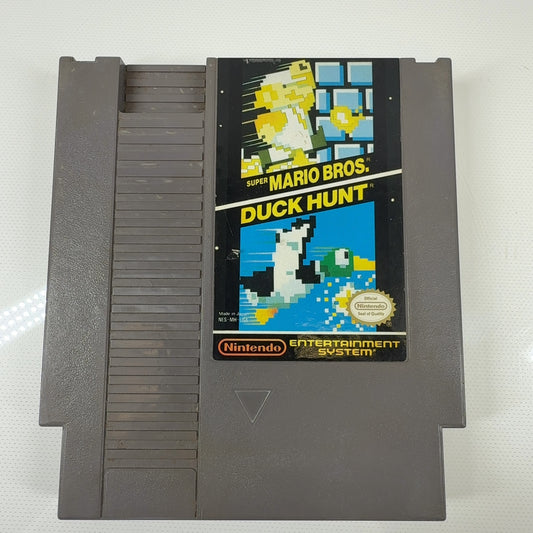 SUPER MARIO BROS.
DUCK HUNT
Made in Japan
Official
Nintendo
Seal of Quality
Nintendo
ENTERTAINMENT
SYSTEM